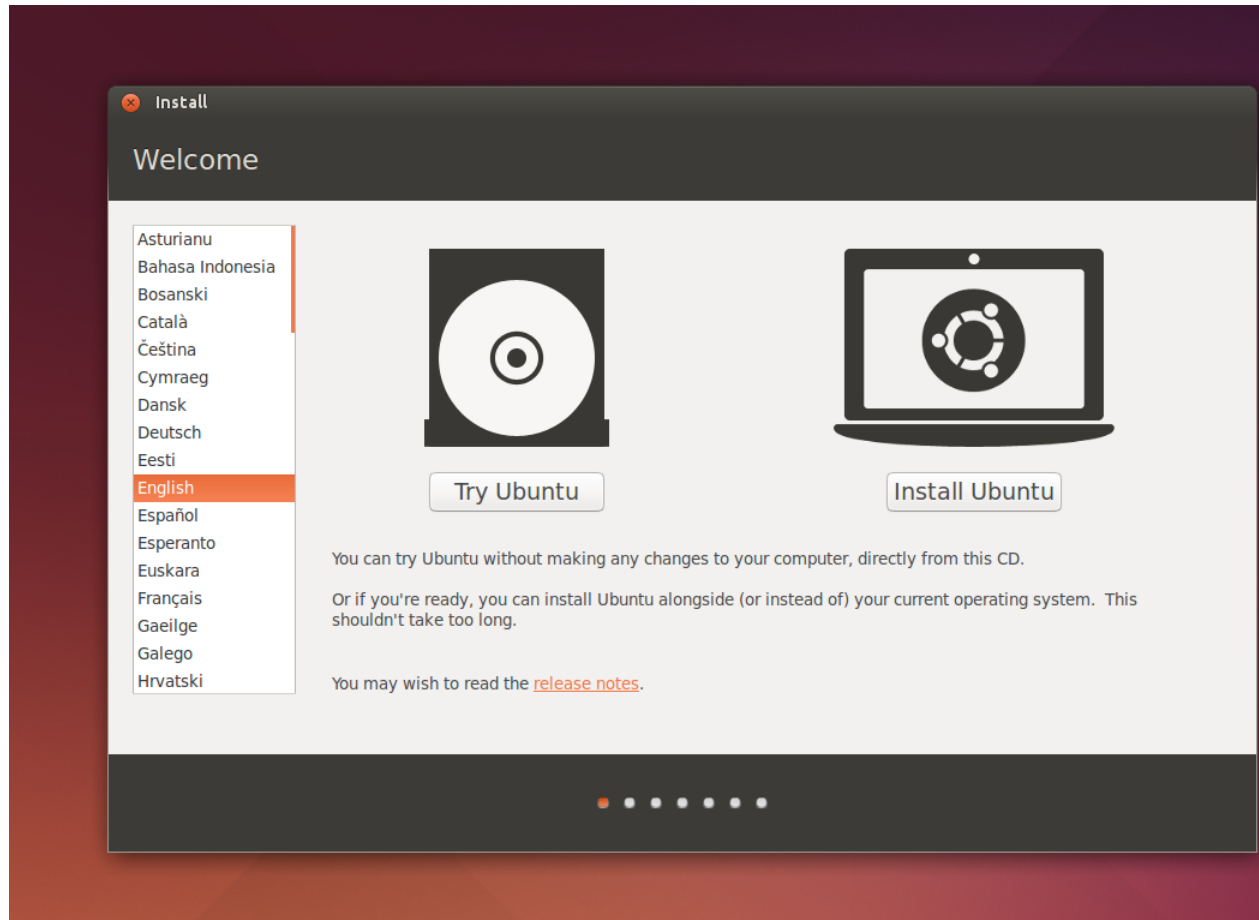 Install
Welcome
Asturianu
Bahasa Indonesia
Bosanski
Català
Čeština
Cymraeg
Dansk
Deutsch
Eesti
English
Español
Esperanto
Euskara
Français
Gaeilge
Galego
Hrvatski
Try Ubuntu
Install Ubuntu
You can try Ubuntu without making any changes to your computer, directly from this CD.
Or if you're ready, you can install Ubuntu alongside (or instead of) your current operating system.  This
shouldn't take too long.
You may wish to read the release notes.